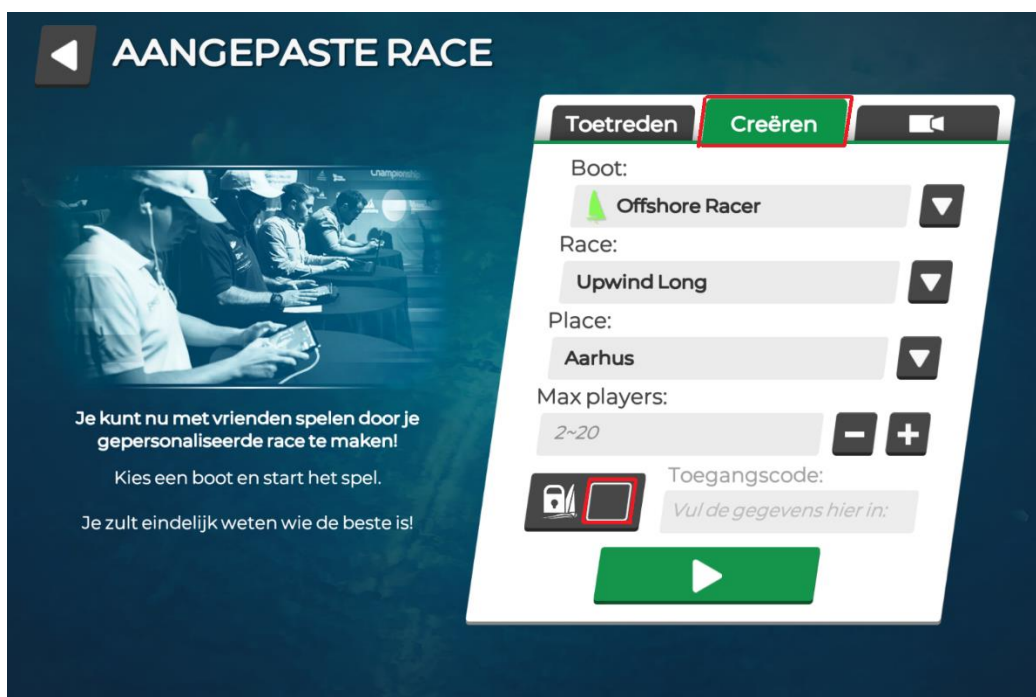 AANGEPASTE RACE
Championship
Toetreden
Creëren
Boot:
Offshore Racer
Race:
Upwind Long
Place:
Aarhus
Max players:
2~20
Toegangscode:
Vul de gegevens hier in:
Je kunt nu met vrienden spelen door je
gepersonaliseerde race te maken!
Kies een boot en start het spel.
Je zult eindelijk weten wie de beste is!